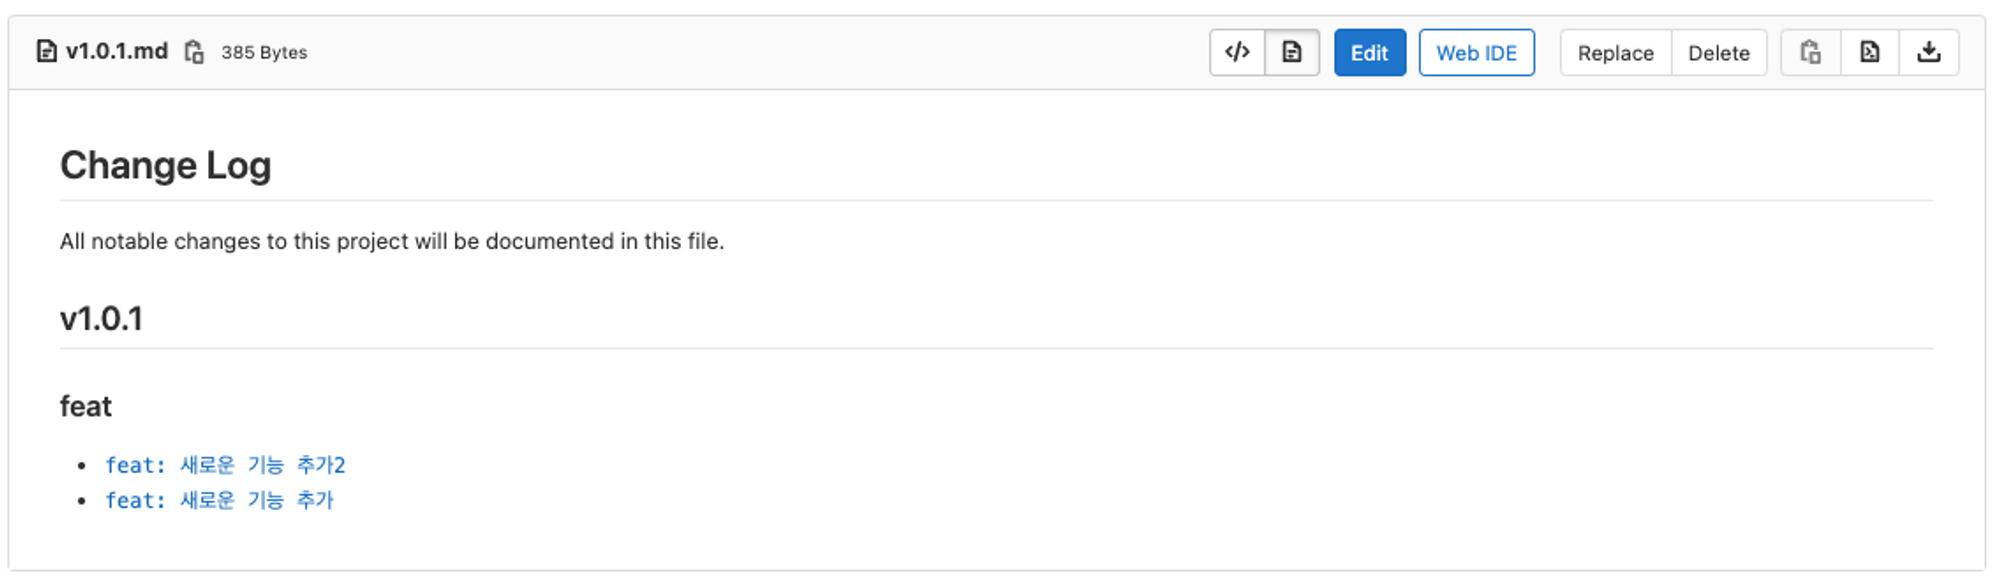 v1.0.1.md 385 Bytes </> Edit Web IDE Replace Delete
Change Log
All notable changes to this project will be documented in this file.
v1.0.1
feat
feat: 새로운 기능 추가2
feat: 새로운 기능 추가